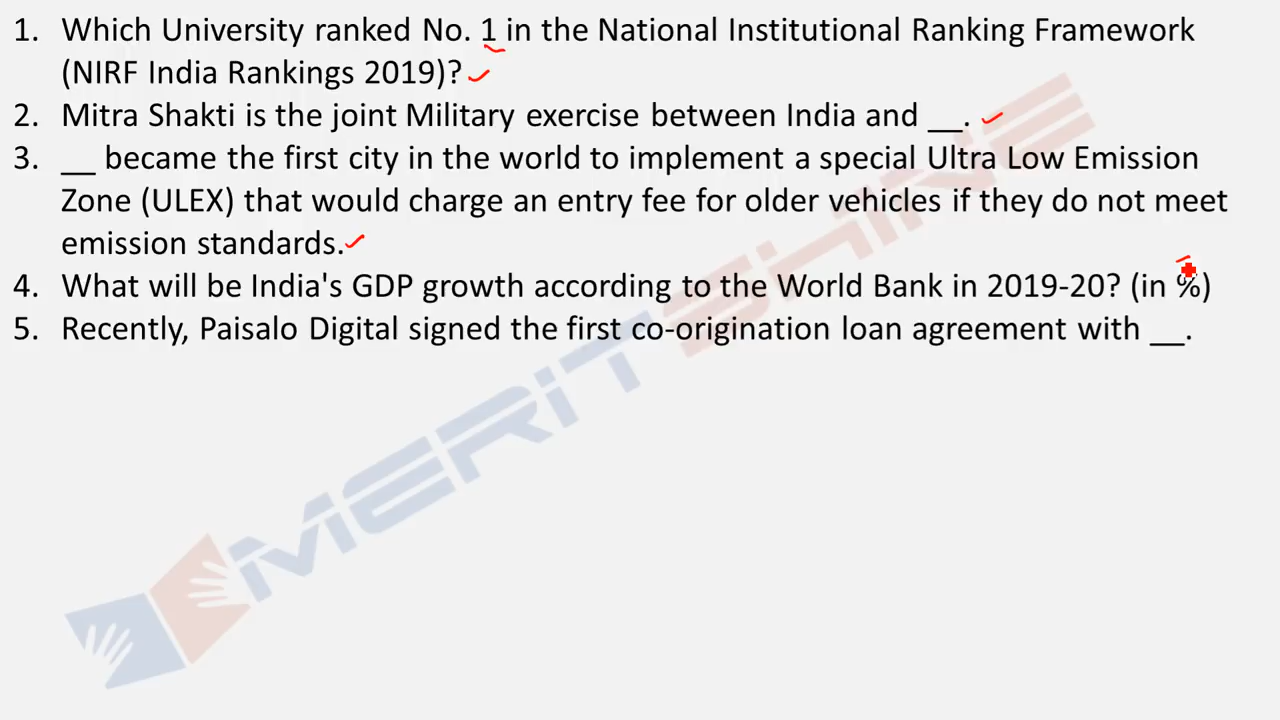 1. Which University ranked No. 1 in the National Institutional Ranking Framework
(NIRF India Rankings 2019)?
2. Mitra Shakti is the joint Military exercise between India and __.
3. __ became the first city in the world to implement a special Ultra Low Emission
Zone (ULEX) that would charge an entry fee for older vehicles if they do not meet
emission standards.
4. What will be India's GDP growth according to the World Bank in 2019-20? (in %)
5. Recently, Paisalo Digital signed the first co-origination loan agreement with __.
MERITSHINE